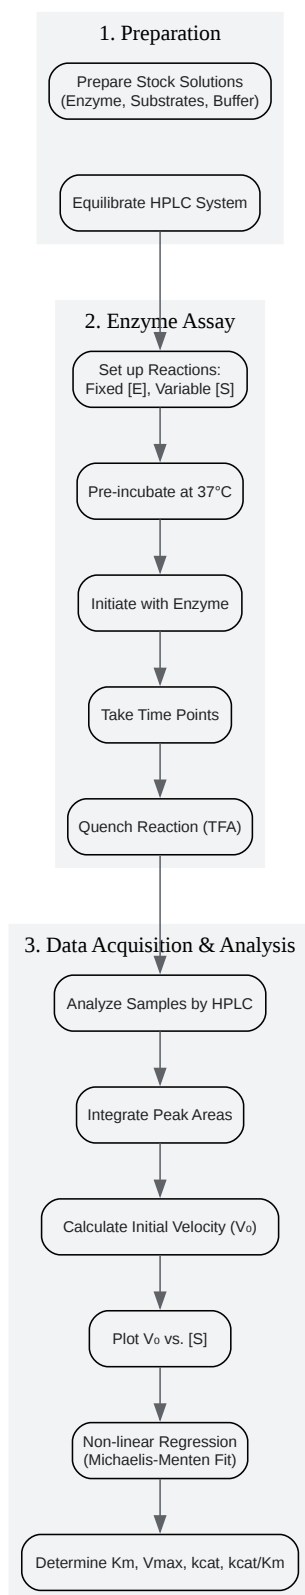 1. Preparation
Prepare Stock Solutions
(Enzyme, Substrates, Buffer)
Equilibrate HPLC System
2. Enzyme Assay
Set up Reactions:
Fixed [E], Variable [S]
Pre-incubate at 37°C
Initiate with Enzyme
Take Time Points
Quench Reaction (TFA)
3. Data Acquisition & Analysis
Analyze Samples by HPLC
Integrate Peak Areas
Calculate Initial Velocity (V₀)
Plot V₀ vs. [S]
Non-linear Regression
(Michaelis-Menten Fit)
Determine Km, Vmax, kcat, kcat/Km